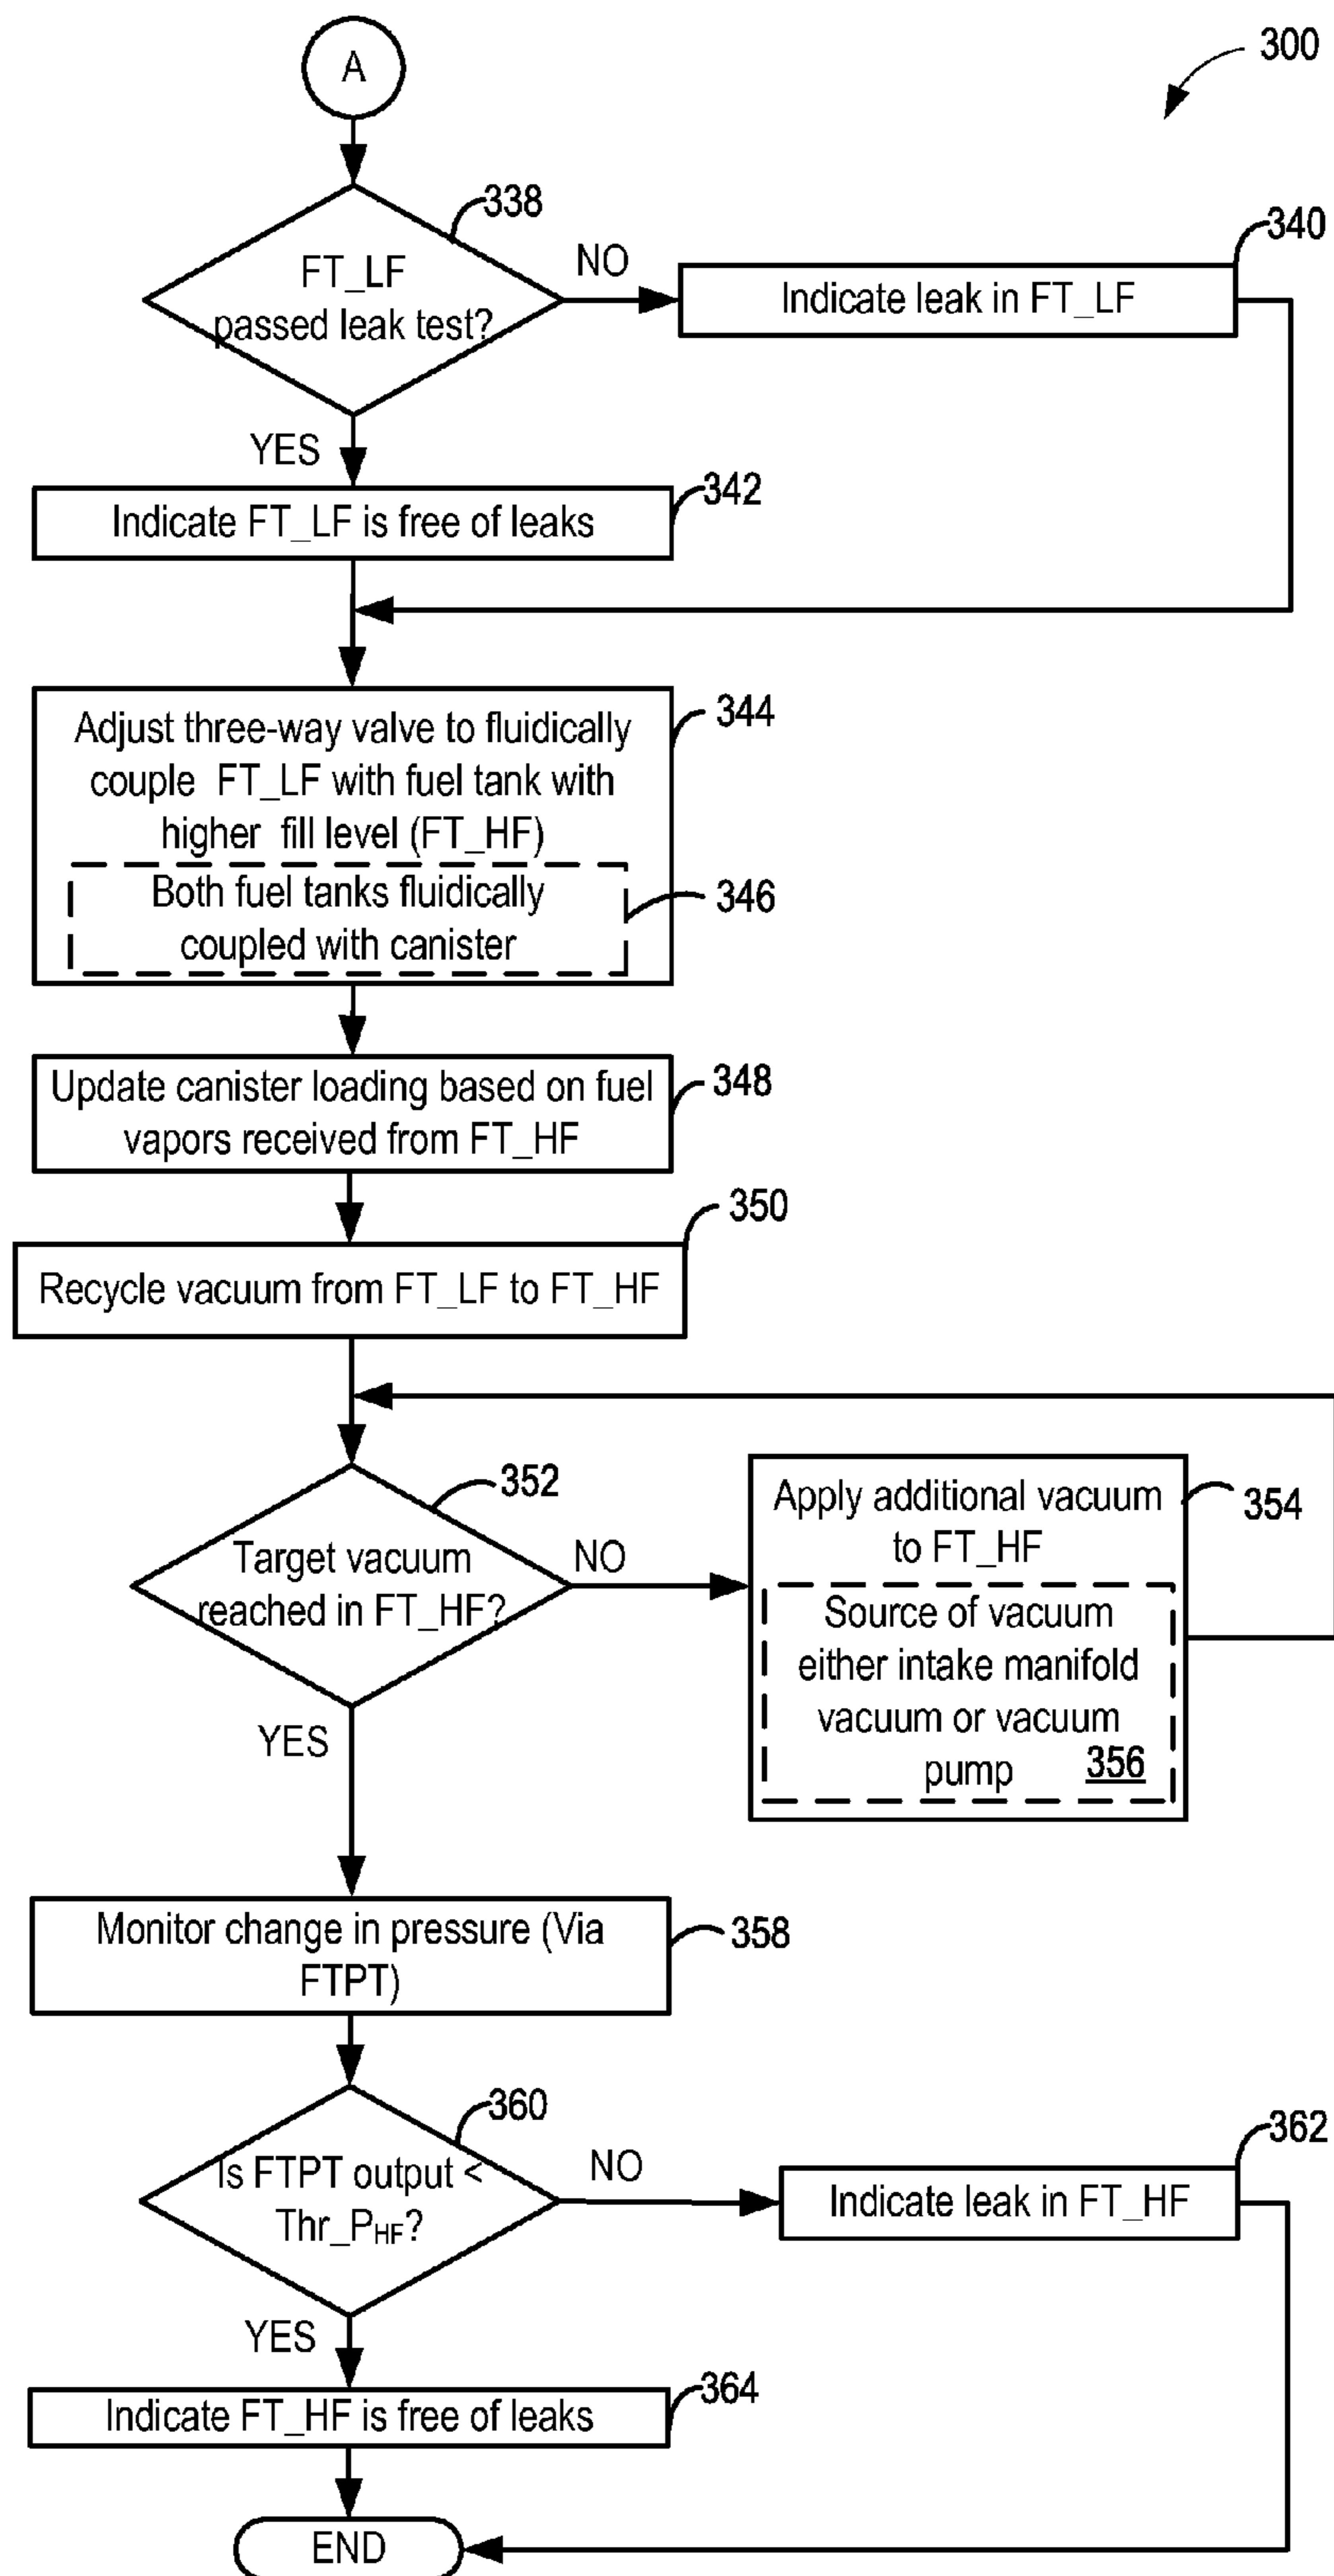 A
300
338
FT_LF
passed leak test?
NO
340
Indicate leak in FT_LF
YES
342
Indicate FT_LF is free of leaks
344
Adjust three-way valve to fluidically
couple FT_LF with fuel tank with
higher fill level (FT_HF)
346
Both fuel tanks fluidically
coupled with canister
348
Update canister loading based on fuel
vapors received from FT_HF
350
Recycle vacuum from FT_LF to FT_HF
352
Target vacuum
reached in FT_HF?
NO
354
Apply additional vacuum
to FT_HF
Source of vacuum
either intake manifold
vacuum or vacuum
pump 356
YES
358
Monitor change in pressure (Via
FTPT)
360
Is FTPT output <
Thr_PHF?
NO
362
Indicate leak in FT_HF
YES
364
Indicate FT_HF is free of leaks
END